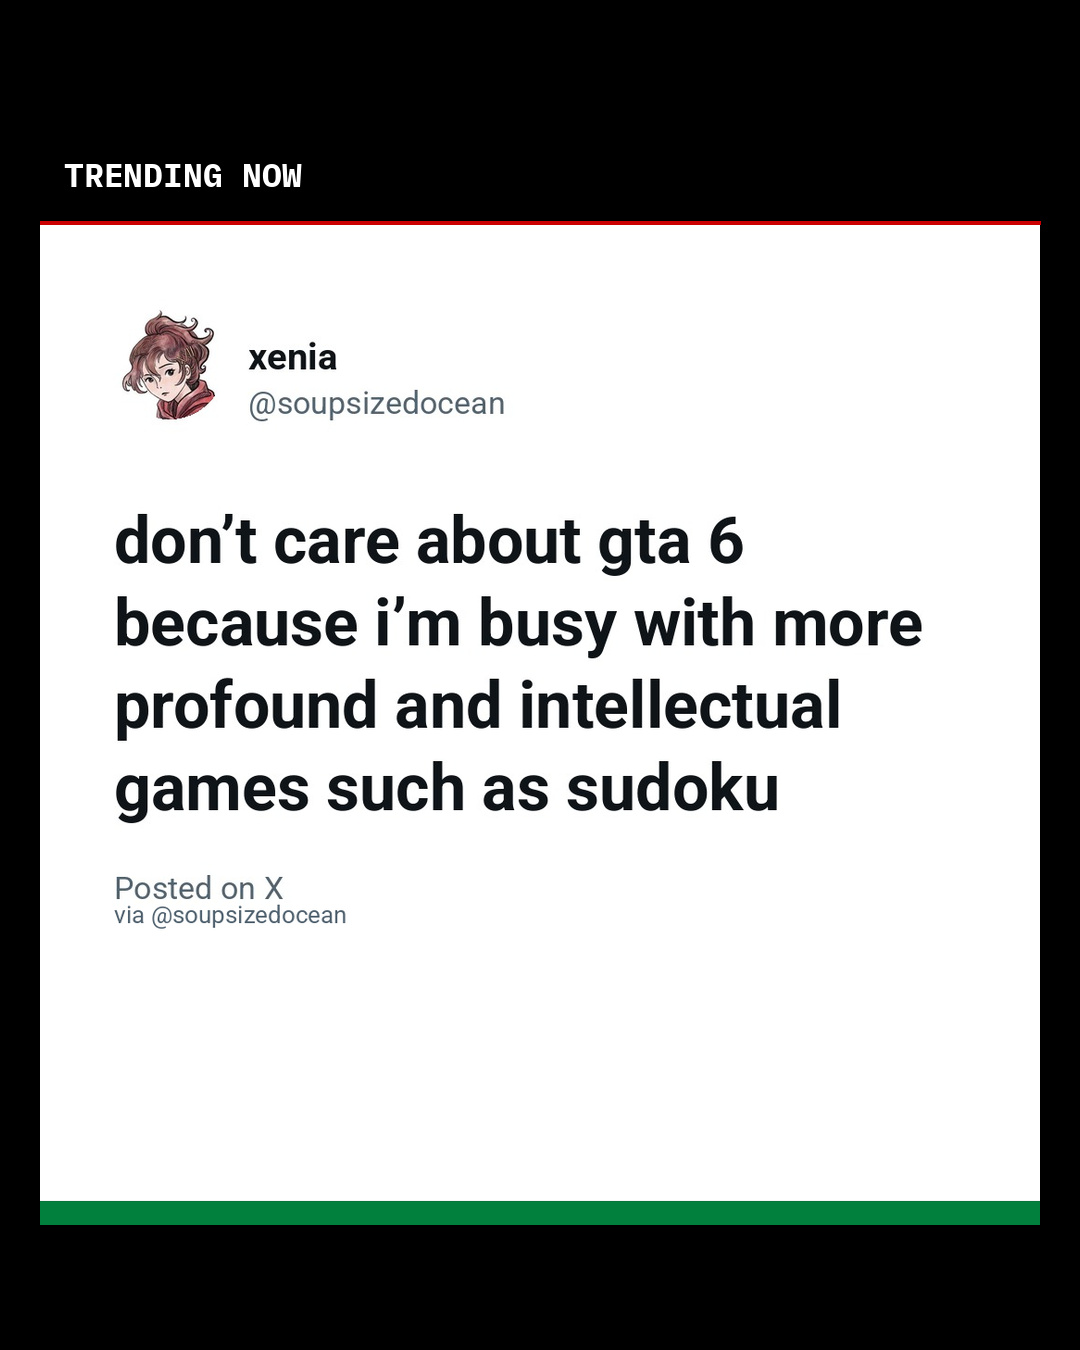 TRENDING NOW
xenia
@soupsizedocean
don’t care about gta 6
because i’m busy with more
profound and intellectual
games such as sudoku
Posted on X
via @soupsizedocean